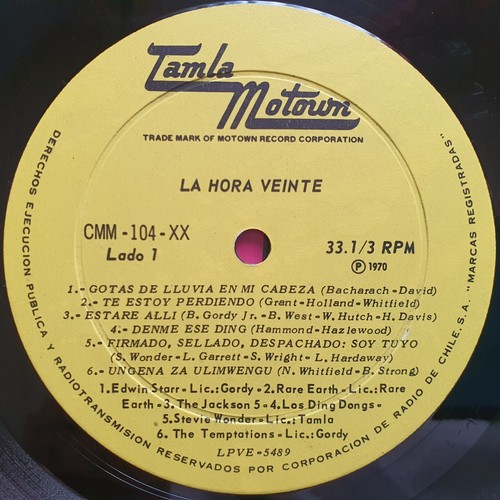 Tamla
Motown
TRADE MARK OF MOTOWN RECORD CORPORATION
LA HORA VEINTE
CMM-104-XX
Lado 1
33.1/3 RPM
Ⓟ 1970
1.- GOTAS DE LLUVIA EN MI CABEZA (Bacharach-David)
2.- TE ESTOY PERDIENDO (Grant-Holland-Whitfield)
3.- ESTARE ALLI (B. Gordy Jr.- B. West-W. Hutch-H. Davis)
4.- DENME ESE DING (Hammond-Hazlewood)
5.- FIRMADO, SELLADO, DESPACHADO: SOY TUYO
(S. Wonder-L. Garrett-S. Wright-L. Hardaway)
6.- UNGENA ZA ULIMWENGU (N. Whitfield-B. Strong)
1.Edwin Starr-Lic.:Gordy-2.Rare Earth-Lic.:Rare
Earth-3.The Jackson 5-4.Los Ding Dongs-
5.Stevie Wonder-Lic.:Tamla
6. The Temptations-Lic.:Gordy
LPVE-5489
DERECHOS EJECUCION PUBLICA Y RADIOTRANSMISION RESERVADOS POR CORPORACION DE RADIO DE CHILE, S.A. "MARCAS REGISTRADAS"